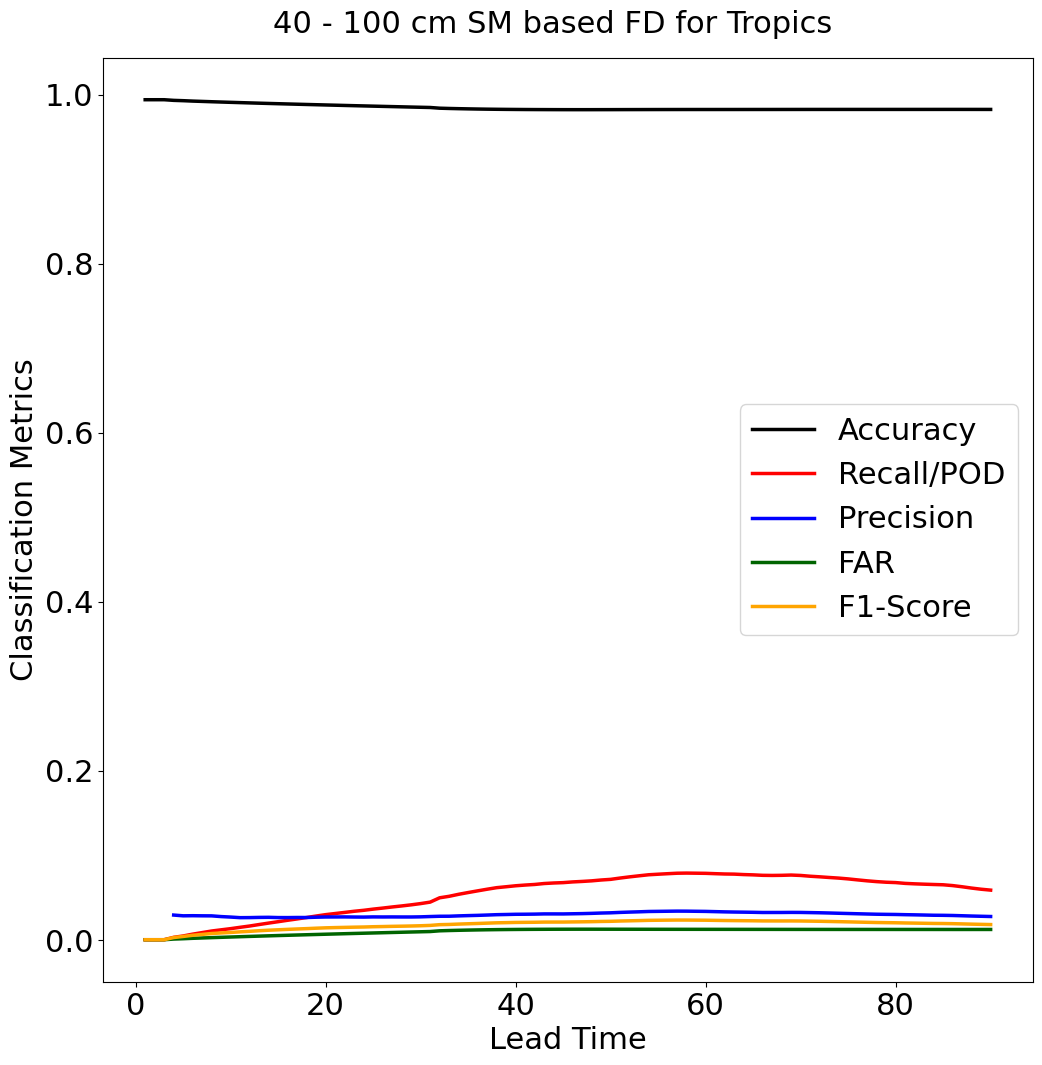 40 - 100 cm SM based FD for Tropics
Classification Metrics
1.0
0.8
0.6
0.4
0.2
0.0
Accuracy
Recall/POD
Precision
FAR
F1-Score
0 20 40 60 80
Lead Time